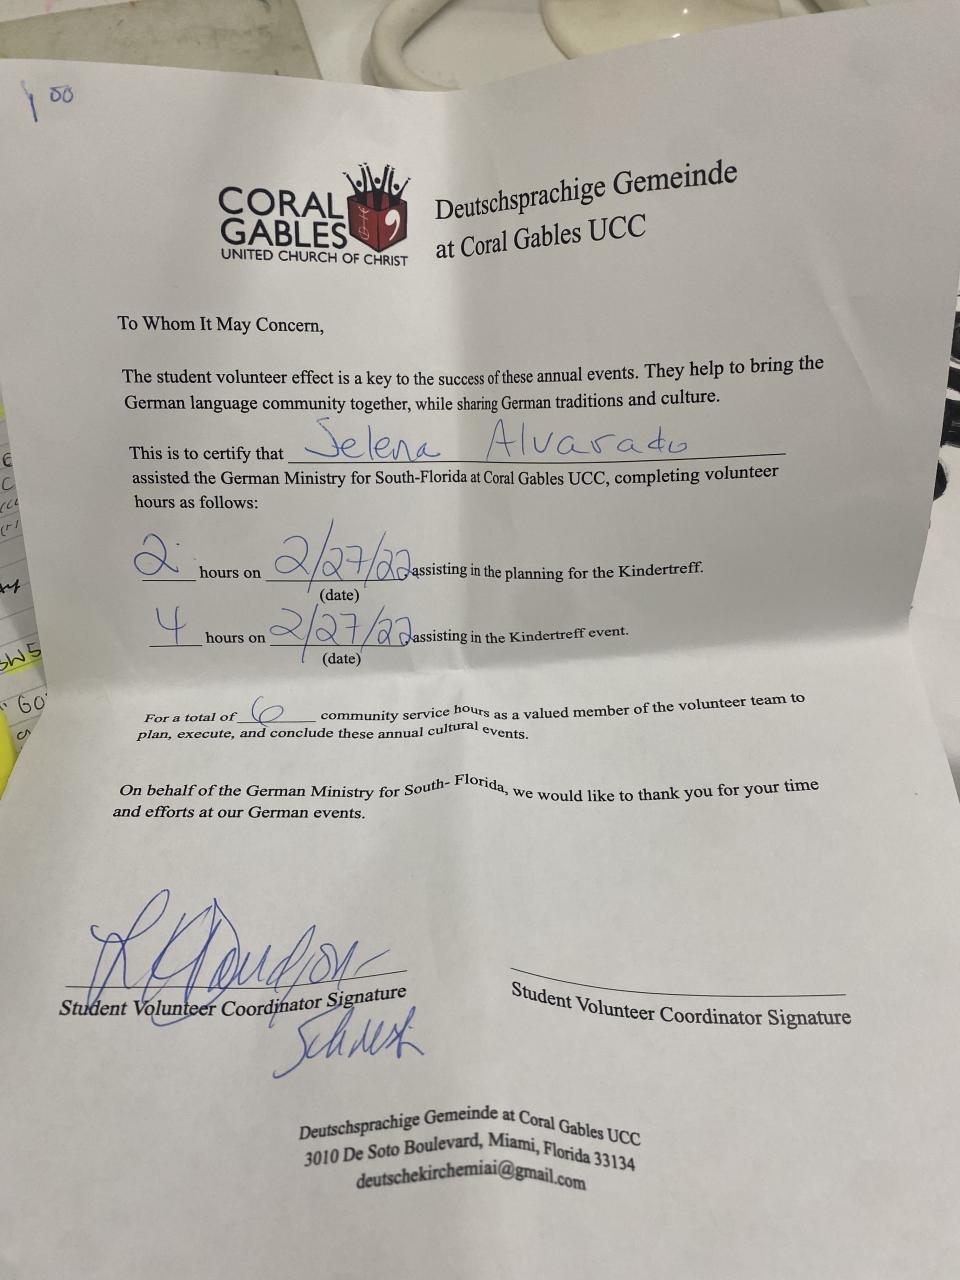 00
CORAL
GABLES
UNITED CHURCH OF CHRIST
Deutschsprachige Gemeinde
at Coral Gables UCC
To Whom It May Concern,
The student volunteer effect is a key to the success of these annual events. They help to bring the
German language community together, while sharing German traditions and culture.
This is to certify that Selena Alvarado
assisted the German Ministry for South-Florida at Coral Gables UCC, completing volunteer
hours as follows:
2 hours on 2/27/22, assisting in the planning for the Kindertreff.
(date)
4 hours on 2/27/22, assisting in the Kindertreff event.
(date)
For a total of 6 community service hours as a valued member of the volunteer team to
plan, execute, and conclude these annual cultural events.
On behalf of the German Ministry for South- Florida, we would like to thank you for your time
and efforts at our German events.
Student Volunteer Coordinator Signature
Student Volunteer Coordinator Signature
Deutschsprachige Gemeinde at Coral Gables UCC
3010 De Soto Boulevard, Miami, Florida 33134
deutschekirchemiai@gmail.com